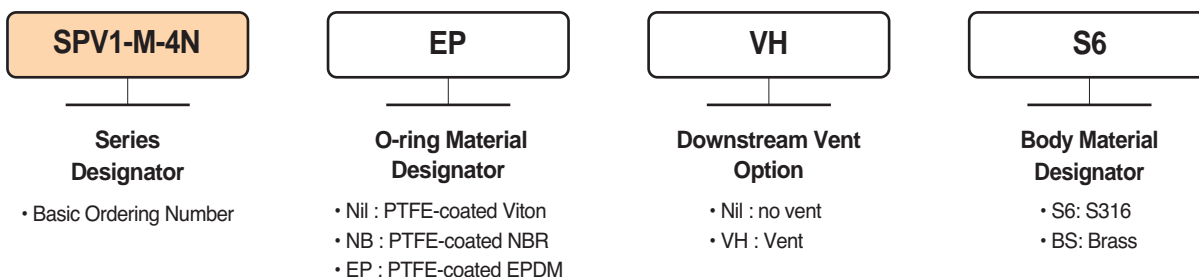 SPV1-M-4N
EP
VH
S6
Series
Designator
• Basic Ordering Number
O-ring Material
Designator
• Nil : PTFE-coated Viton
• NB : PTFE-coated NBR
• EP : PTFE-coated EPDM
Downstream Vent
Option
• Nil : no vent
• VH : Vent
Body Material
Designator
• S6: S316
• BS: Brass